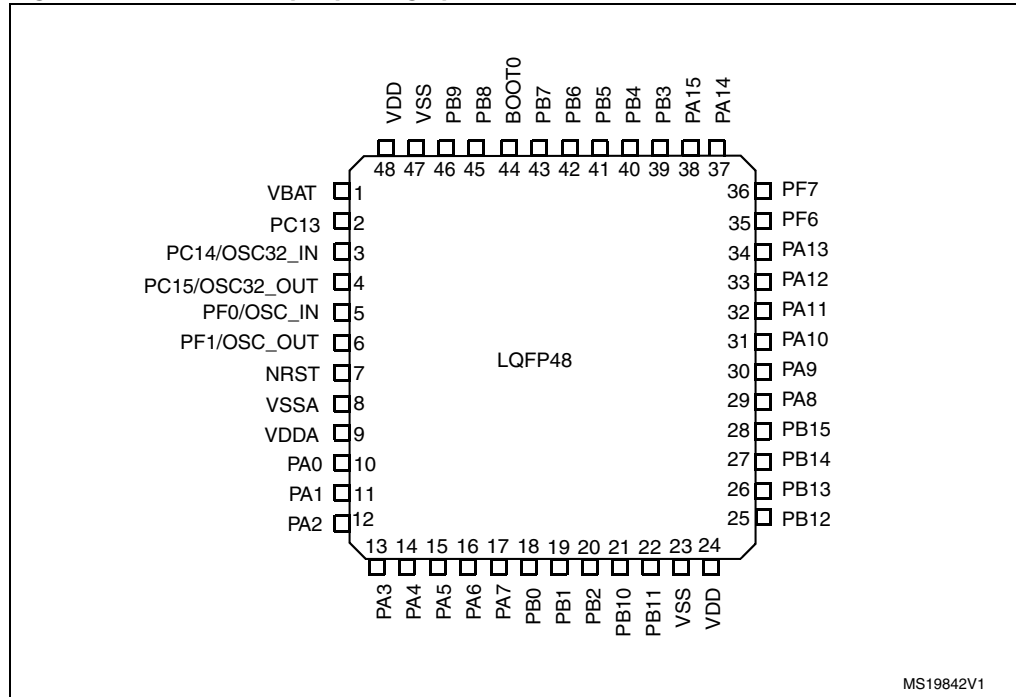 VDD
VSS
PB9
PB8
BOOT0
PB7
PB6
PB5
PB4
PB3
PA15
PA14
48 47 46 45 44 43 42 41 40 39 38 37
VBAT 1
PC13 2
PC14/OSC32_IN 3
PC15/OSC32_OUT 4
PF0/OSC_IN 5
PF1/OSC_OUT 6
NRST 7
VSSA 8
VDDA 9
PA0 10
PA1 11
PA2 12
LQFP48
36 PF7
35 PF6
34 PA13
33 PA12
32 PA11
31 PA10
30 PA9
29 PA8
28 PB15
27 PB14
26 PB13
25 PB12
13 14 15 16 17 18 19 20 21 22 23 24
PA3
PA4
PA5
PA6
PA7
PB0
PB1
PB2
PB10
PB11
VSS
VDD
MS19842V1